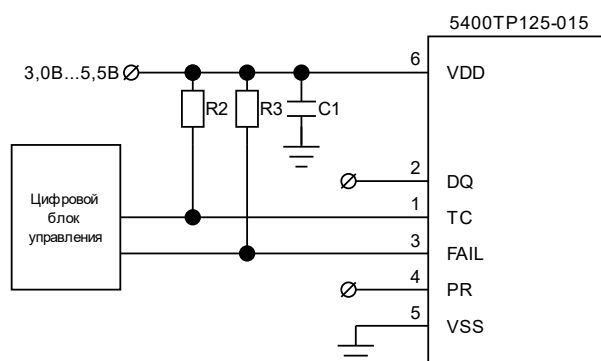 5400TP125-015
3,0В...5,5В
6
VDD
R2
R3
C1
2
DQ
Цифровой
блок
управления
1
TC
3
FAIL
4
PR
5
VSS